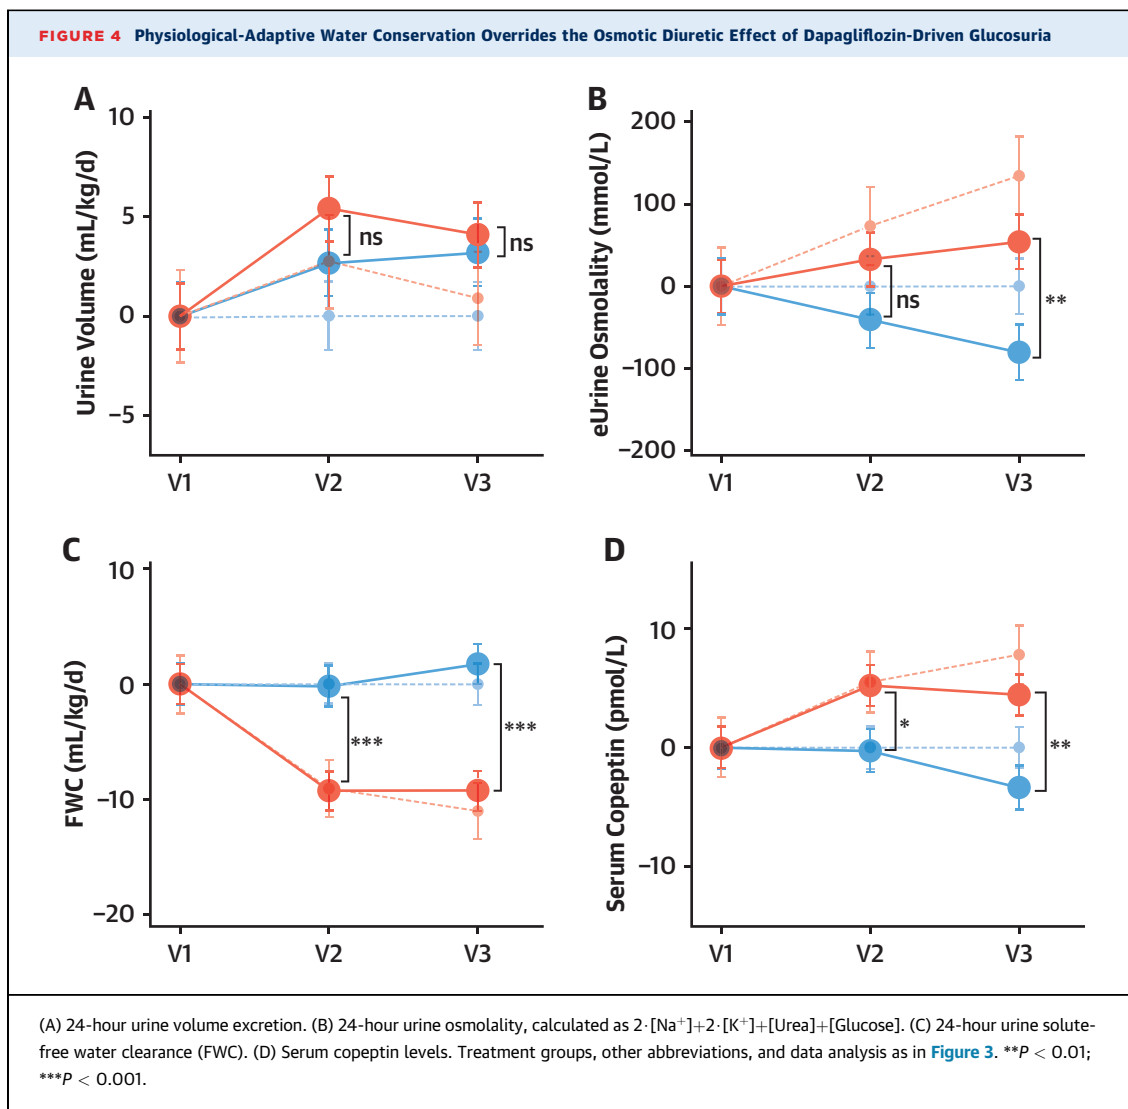 FIGURE 4 Physiological-Adaptive Water Conservation Overrides the Osmotic Diuretic Effect of Dapagliflozin-Driven Glucosuria
A
Urine Volume (mL/kg/d)
10
5
0
−5
ns
ns
V1 V2 V3
B
eUrine Osmolality (mmol/L)
200
100
0
−100
−200
ns
**
V1 V2 V3
C
FWC (mL/kg/d)
10
0
−10
−20
***
***
V1 V2 V3
D
Serum Copeptin (pmol/L)
10
0
−10
*
**
V1 V2 V3
(A) 24-hour urine volume excretion. (B) 24-hour urine osmolality, calculated as 2·[Na⁺]+2·[K⁺]+[Urea]+[Glucose]. (C) 24-hour urine solute-
free water clearance (FWC). (D) Serum copeptin levels. Treatment groups, other abbreviations, and data analysis as in Figure 3. **P < 0.01;
***P < 0.001.